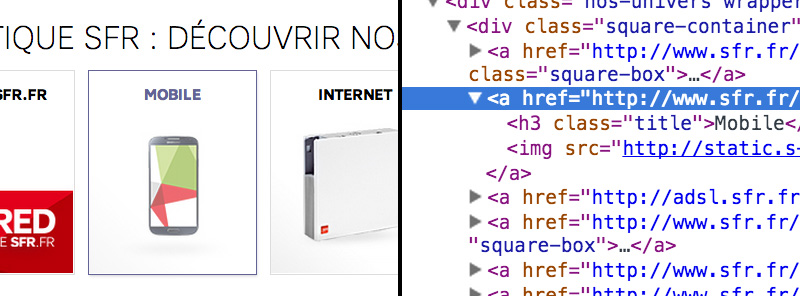 TIQUE SFR : DÉCOUVRIR NO
SFR.FR
MOBILE
INTERNET
RED
E SFR.FR
<div class="nos-univers wrapper
<div class="square-container"
<a href="http://www.sfr.fr/
class="square-box">…</a>
<a href="http://www.sfr.fr/
<h3 class="title">Mobile</
<img src="http://static.s-
</a>
<a href="http://adsl.sfr.fr
<a href="http://www.sfr.fr/
"square-box">…</a>
<a href="http://www.sfr.fr/
<a href="http://www.sfr.fr/